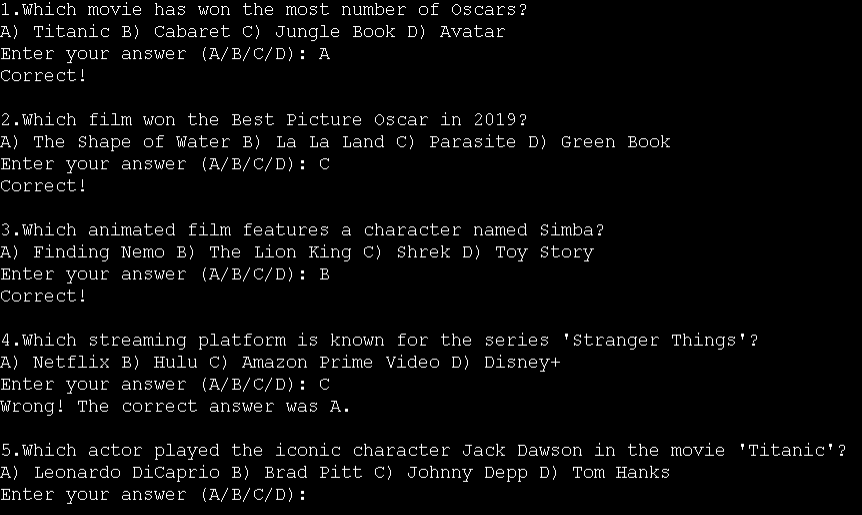 1.Which movie has won the most number of Oscars?
A) Titanic B) Cabaret C) Jungle Book D) Avatar
Enter your answer (A/B/C/D): A
Correct!
2.Which film won the Best Picture Oscar in 2019?
A) The Shape of Water B) La La Land C) Parasite D) Green Book
Enter your answer (A/B/C/D): C
Correct!
3.Which animated film features a character named Simba?
A) Finding Nemo B) The Lion King C) Shrek D) Toy Story
Enter your answer (A/B/C/D): B
Correct!
4.Which streaming platform is known for the series 'Stranger Things'?
A) Netflix B) Hulu C) Amazon Prime Video D) Disney+
Enter your answer (A/B/C/D): C
Wrong! The correct answer was A.
5.Which actor played the iconic character Jack Dawson in the movie 'Titanic'?
A) Leonardo DiCaprio B) Brad Pitt C) Johnny Depp D) Tom Hanks
Enter your answer (A/B/C/D):